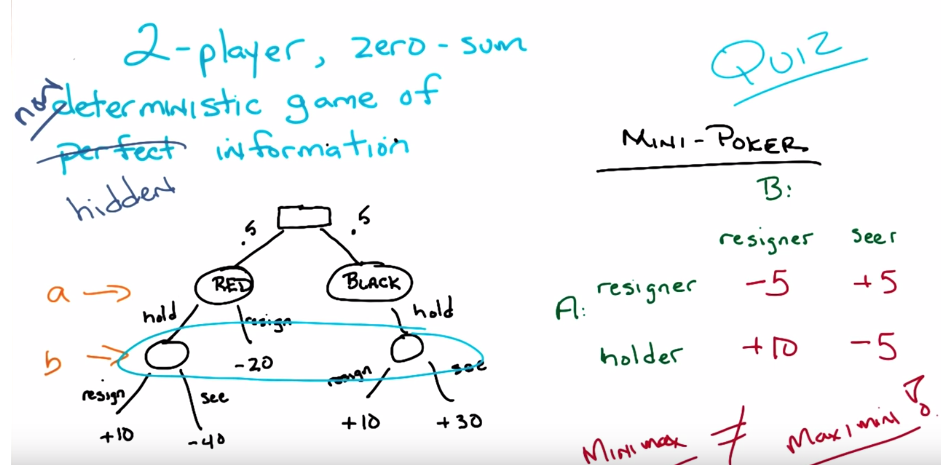 2-player, zero-sum
non deterministic game of
perfect information
hidden
QUIZ
MINI-POKER
B:
resigner seer
A: resigner -5 +5
holder +10 -5
.5 .5
a → RED BLACK
hold resign hold
b → -20
resign see resign see
+10 -40 +10 +30
Minimax ≠ Maximin!